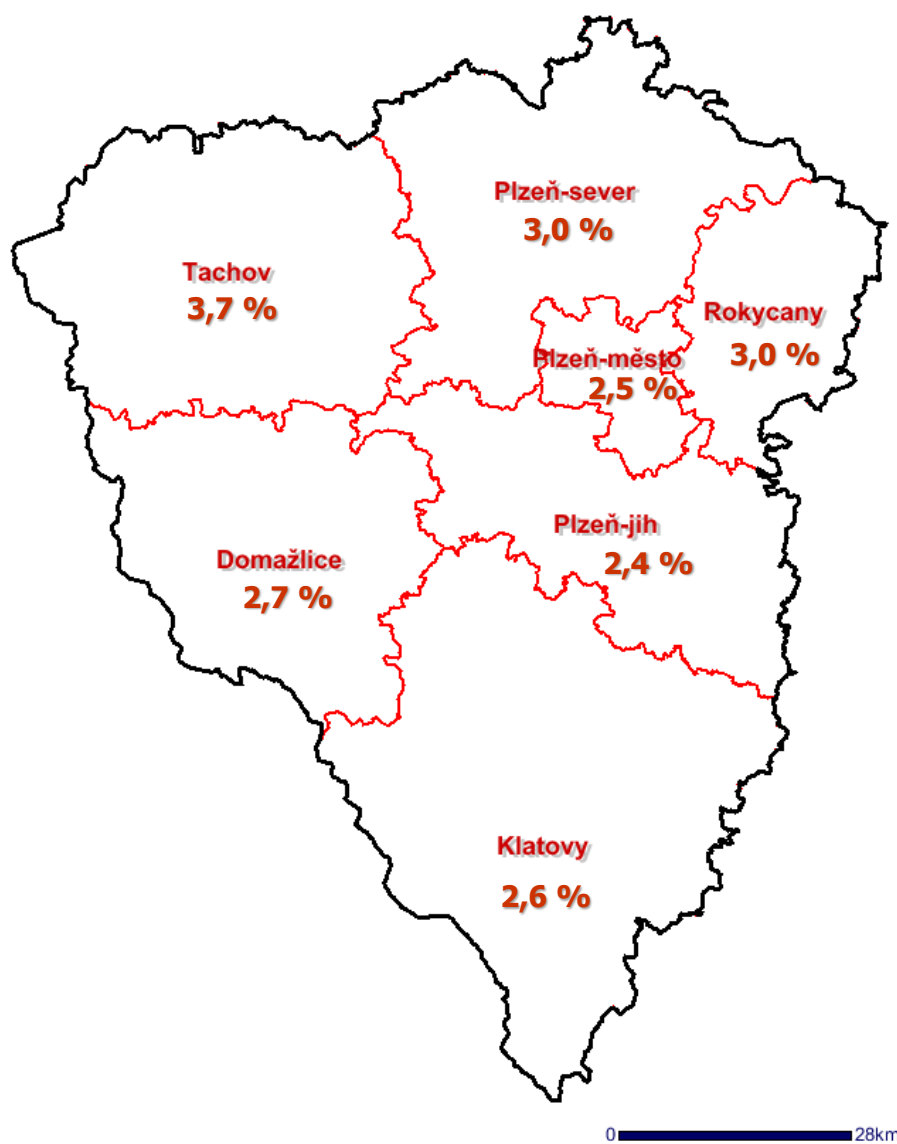 Plzeň-sever
3,0 %
Tachov
3,7 %
Rokycany
3,0 %
Plzeň-město
2,5 %
Plzeň-jih
2,4 %
Domažlice
2,7 %
Klatovy
2,6 %
0 28km